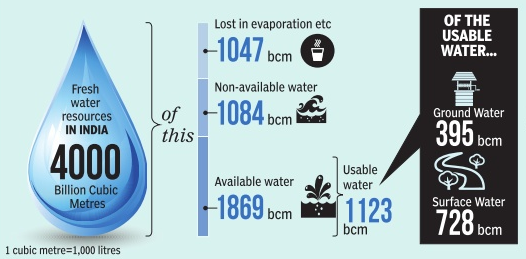 Fresh
water
resources
IN INDIA
4000
Billion Cubic
Metres
1 cubic metre=1,000 litres
of
this
Lost in evaporation etc
1047 bcm
Non-available water
1084 bcm
Available water
1869 bcm
Usable
water
1123
bcm
OF THE
USABLE
WATER...
Ground Water
395 bcm
Surface Water
728 bcm